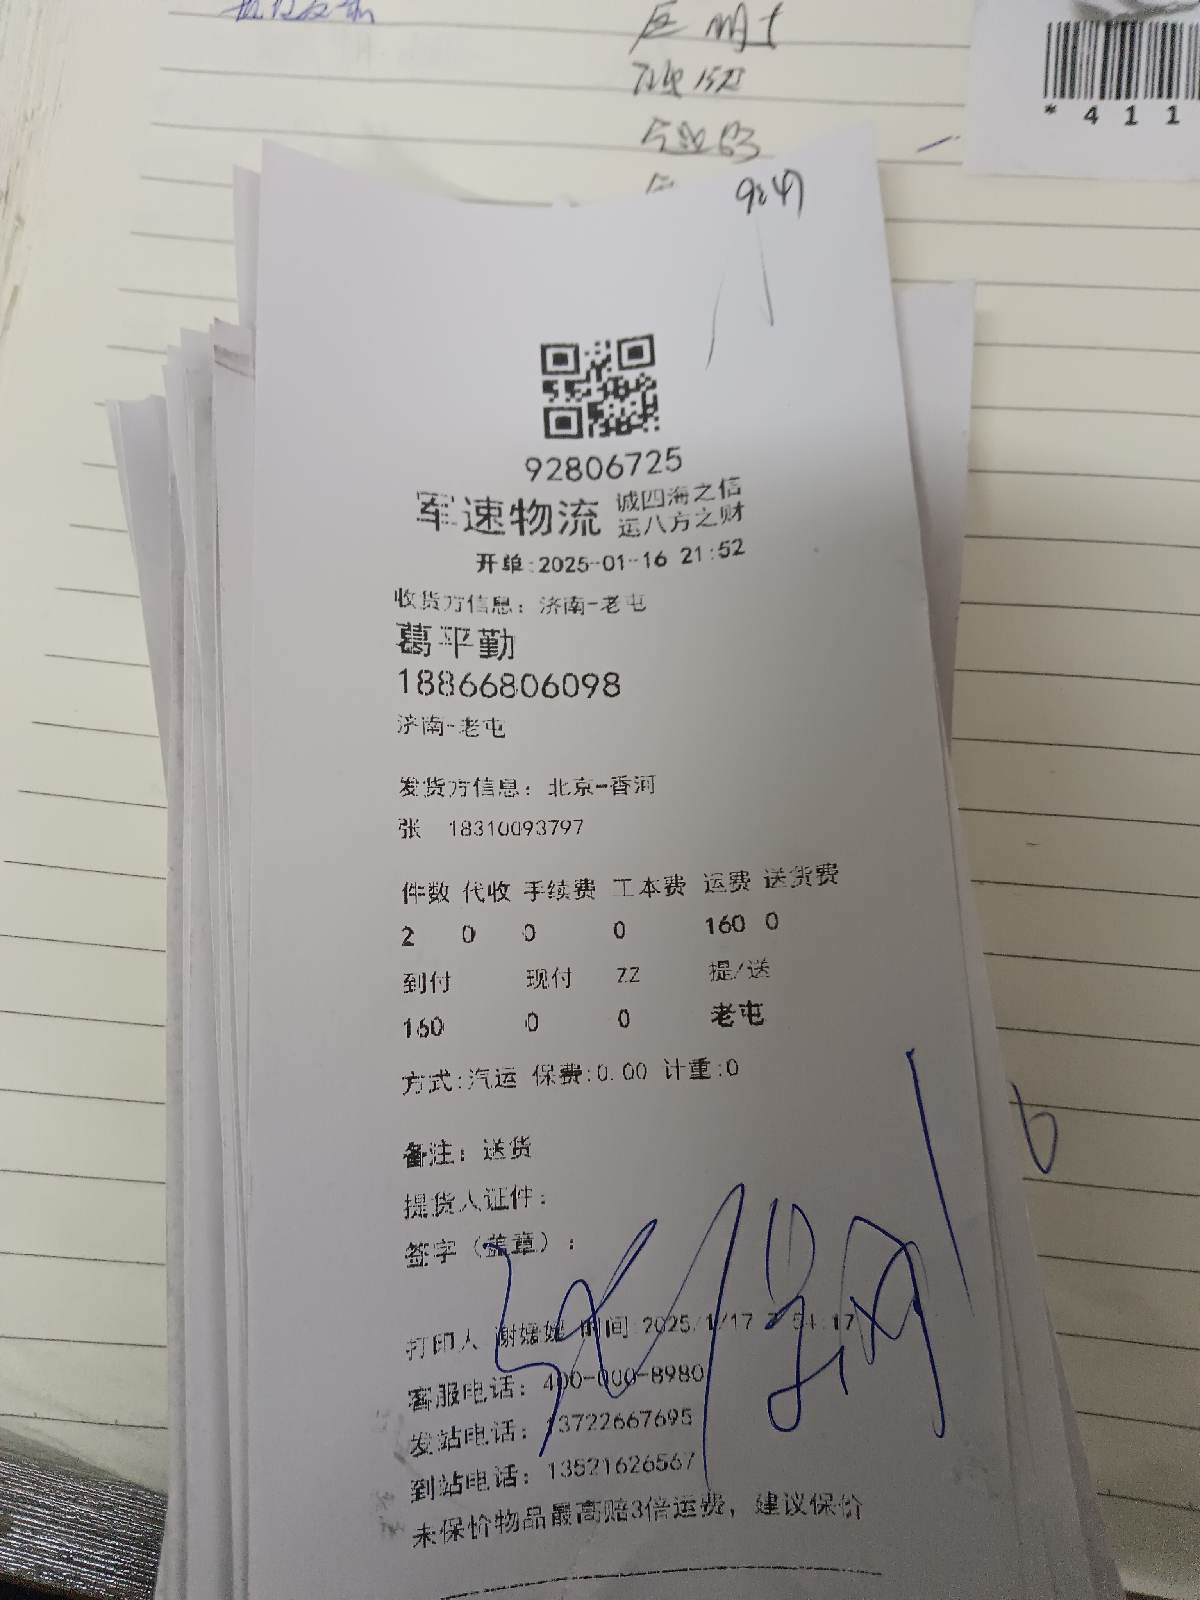 *411
9:47
92806725
军速物流 诚四海之信
运八方之财
开单:2025-01-16 21:52
收货方信息：济南-老屯
葛平勤
18866806098
济南-老屯
发货方信息：北京-香河
张 18310093797
件数 代收 手续费 工本费 运费 送货费
2 0 0 0 160 0
到付 现付 ZZ 提/送
160 0 0 老屯
方式:汽运 保费:0.00 计重:0
备注：送货
提货人证件：
签字（盖章）：
打印人 谢 时间 2025/1/17 7:54:17
客服电话：400-000-8980
发站电话：13722667695
到站电话：13521626567
未保价物品最高赔3倍运费，建议保价